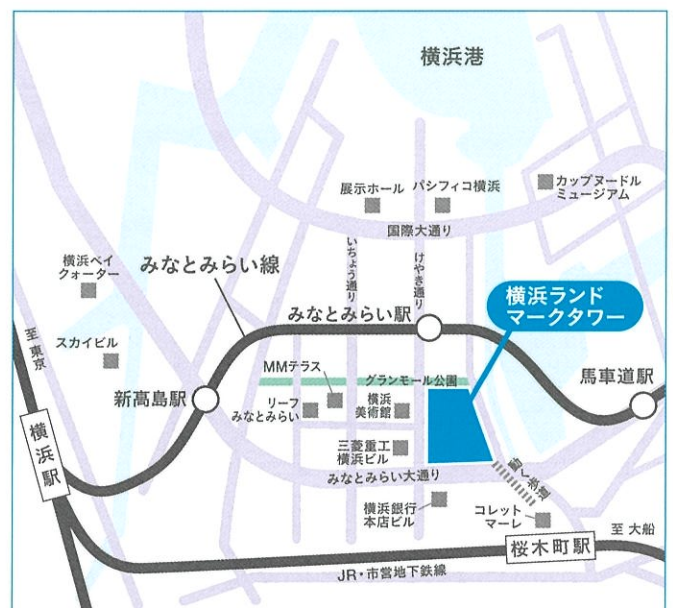 横浜港
展示ホール
パシフィコ横浜
カップヌードル
ミュージアム
国際大通り
いちょう通り
けやき通り
横浜ベイ
クォーター
みなとみらい線
横浜ランド
マークタワー
みなとみらい駅
至 東京
スカイビル
MMテラス
グランモール公園
馬車道駅
新高島駅
リーフ
みなとみらい
横浜
美術館
横浜駅
三菱重工
横浜ビル
みなとみらい大通り
動く歩道
横浜銀行
本店ビル
コレット
マーレ
桜木町駅
至 大船
JR・市営地下鉄線